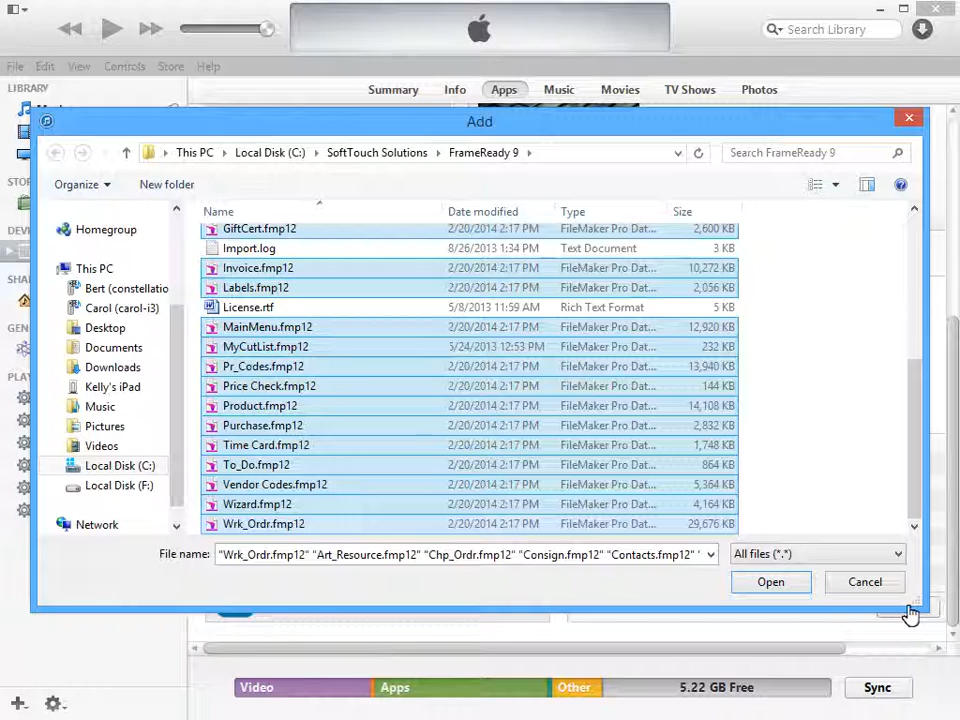 Search Library
File Edit View Controls Store Help
LIBRARY
Summary Info Apps Music Movies TV Shows Photos
Add
This PC Local Disk (C:) SoftTouch Solutions FrameReady 9
Search FrameReady 9
Organize New folder
Name Date modified Type Size
GiftCert.fmp12 2/20/2014 2:17 PM FileMaker Pro Dat... 2,600 KB
Import.log 8/26/2013 1:34 PM Text Document 3 KB
Invoice.fmp12 2/20/2014 2:17 PM FileMaker Pro Dat... 10,272 KB
Labels.fmp12 2/20/2014 2:17 PM FileMaker Pro Dat... 2,056 KB
License.rtf 5/8/2013 11:59 AM Rich Text Format 5 KB
MainMenu.fmp12 2/20/2014 2:17 PM FileMaker Pro Dat... 12,920 KB
MyCutList.fmp12 5/24/2013 12:53 PM FileMaker Pro Dat... 232 KB
Pr_Codes.fmp12 2/20/2014 2:17 PM FileMaker Pro Dat... 13,940 KB
Price Check.fmp12 2/20/2014 2:17 PM FileMaker Pro Dat... 144 KB
Product.fmp12 2/20/2014 2:17 PM FileMaker Pro Dat... 14,108 KB
Purchase.fmp12 2/20/2014 2:17 PM FileMaker Pro Dat... 2,832 KB
Time Card.fmp12 2/20/2014 2:17 PM FileMaker Pro Dat... 1,748 KB
To_Do.fmp12 2/20/2014 2:17 PM FileMaker Pro Dat... 864 KB
Vendor Codes.fmp12 2/20/2014 2:17 PM FileMaker Pro Dat... 5,364 KB
Wizard.fmp12 2/20/2014 2:17 PM FileMaker Pro Dat... 4,164 KB
Wrk_Ordr.fmp12 2/20/2014 2:17 PM FileMaker Pro Dat... 29,676 KB
Homegroup
This PC
Bert (constellatio
Carol (carol-i3)
Desktop
Documents
Downloads
Kelly's iPad
Music
Pictures
Videos
Local Disk (C:)
Local Disk (F:)
Network
STO
DEV
SHA
GEN
PLAY
File name: "Wrk_Ordr.fmp12" "Art_Resource.fmp12" "Chp_Ordr.fmp12" "Consign.fmp12" "Contacts.fmp12" "
All files (*.*)
Open Cancel
Video Apps Other 5.22 GB Free Sync